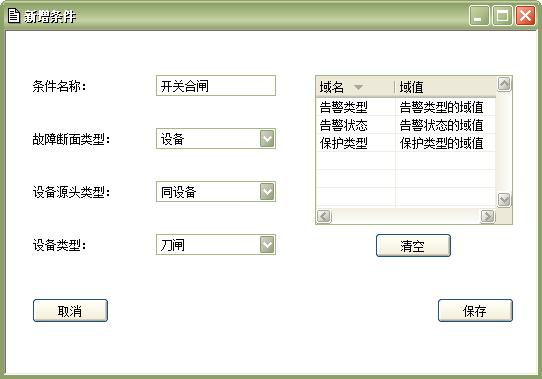 新增条件
条件名称： 开关合闸
故障断面类型： 设备
设备源头类型： 同设备
设备类型： 刀闸
域名 域值
告警类型 告警类型的域值
告警状态 告警状态的域值
保护类型 保护类型的域值
清空
取消 保存